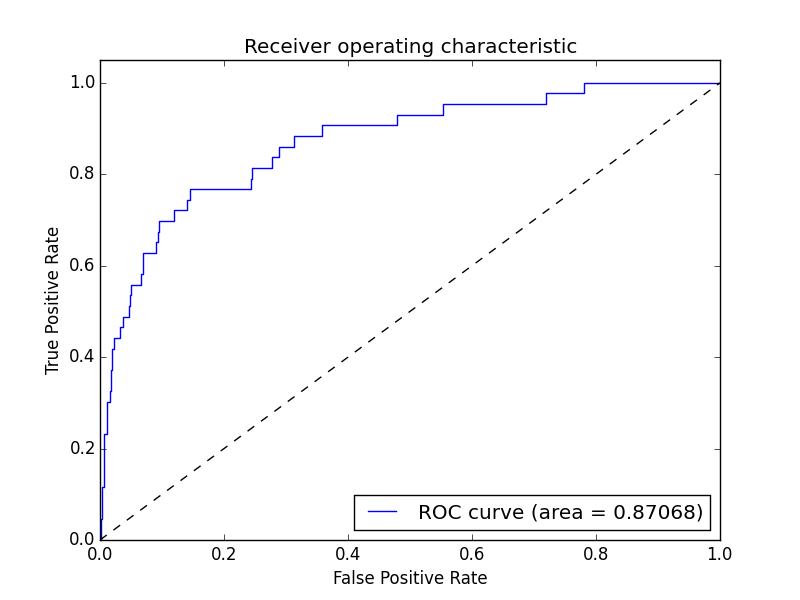 Receiver operating characteristic
1.0
0.8
0.6
0.4
0.2
0.0
True Positive Rate
ROC curve (area = 0.87068)
0.0 0.2 0.4 0.6 0.8 1.0
False Positive Rate